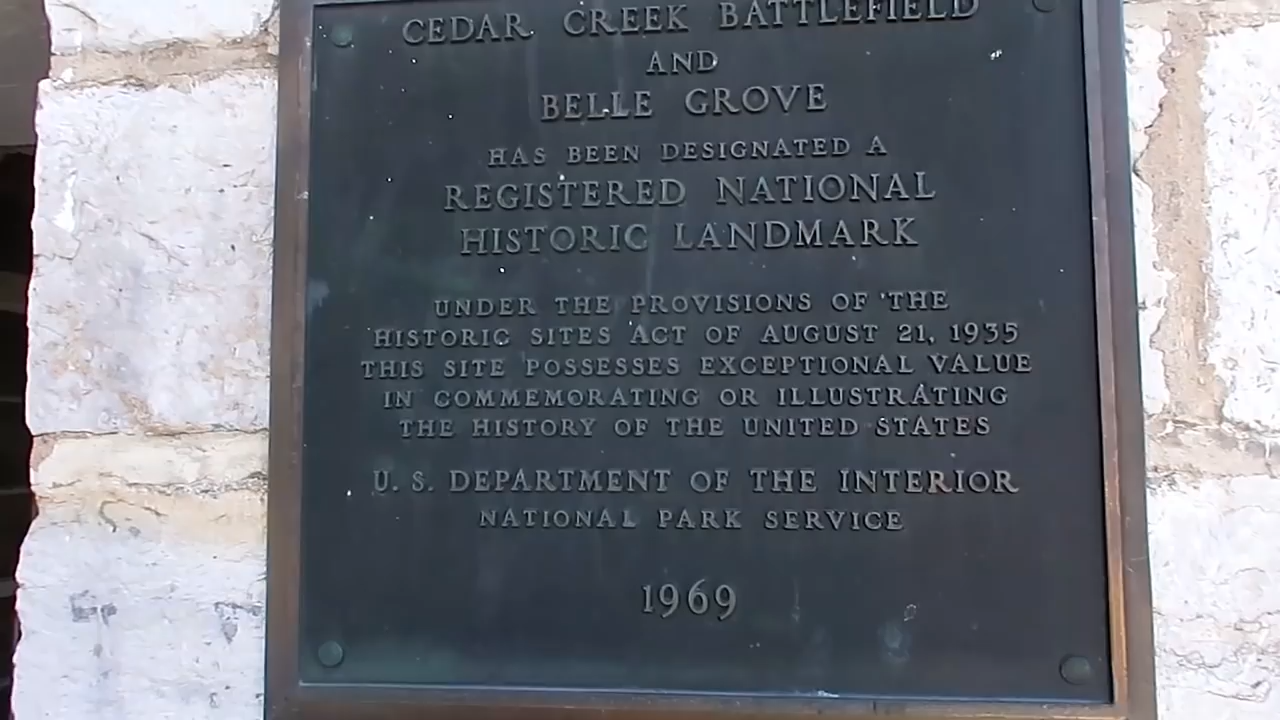 CEDAR CREEK BATTLEFIELD
AND
BELLE GROVE
HAS BEEN DESIGNATED A
REGISTERED NATIONAL
HISTORIC LANDMARK
UNDER THE PROVISIONS OF THE
HISTORIC SITES ACT OF AUGUST 21, 1935
THIS SITE POSSESSES EXCEPTIONAL VALUE
IN COMMEMORATING OR ILLUSTRATING
THE HISTORY OF THE UNITED STATES
U. S. DEPARTMENT OF THE INTERIOR
NATIONAL PARK SERVICE
1969